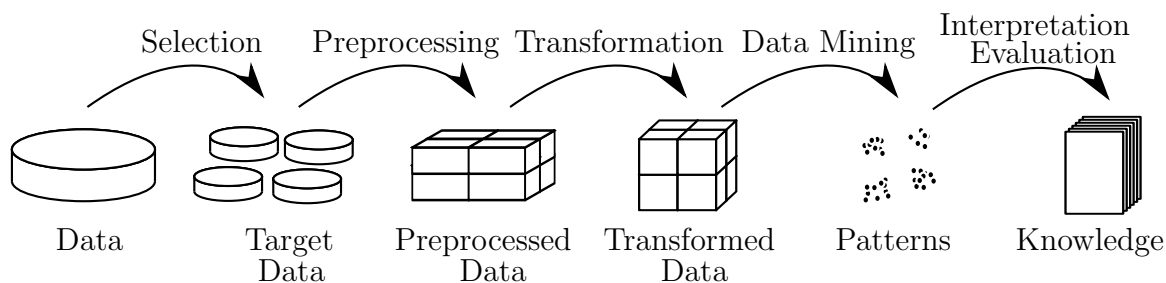 Selection
Preprocessing
Transformation
Data Mining
Interpretation
Evaluation
Data
Target
Data
Preprocessed
Data
Transformed
Data
Patterns
Knowledge